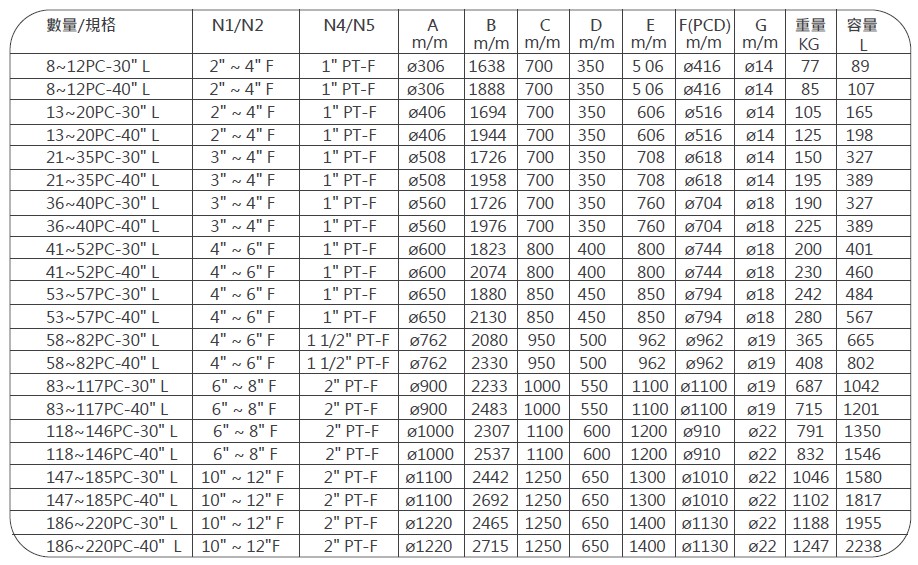 數量/規格 N1/N2 N4/N5 A m/m B m/m C m/m D m/m E m/m F(PCD) m/m G m/m 重量 KG 容量 L
8~12PC-30" L 2" ~ 4" F 1" PT-F ø306 1638 700 350 5 06 ø416 ø14 77 89
8~12PC-40" L 2" ~ 4" F 1" PT-F ø306 1888 700 350 5 06 ø416 ø14 85 107
13~20PC-30" L 2" ~ 4" F 1" PT-F ø406 1694 700 350 606 ø516 ø14 105 165
13~20PC-40" L 2" ~ 4" F 1" PT-F ø406 1944 700 350 606 ø516 ø14 125 198
21~35PC-30" L 3" ~ 4" F 1" PT-F ø508 1726 700 350 708 ø618 ø14 150 327
21~35PC-40" L 3" ~ 4" F 1" PT-F ø508 1958 700 350 708 ø618 ø14 195 389
36~40PC-30" L 3" ~ 4" F 1" PT-F ø560 1726 700 350 760 ø704 ø18 190 327
36~40PC-40" L 3" ~ 4" F 1" PT-F ø560 1976 700 350 760 ø704 ø18 225 389
41~52PC-30" L 4" ~ 6" F 1" PT-F ø600 1823 800 400 800 ø744 ø18 200 401
41~52PC-40" L 4" ~ 6" F 1" PT-F ø600 2074 800 400 800 ø744 ø18 230 460
53~57PC-30" L 4" ~ 6" F 1" PT-F ø650 1880 850 450 850 ø794 ø18 242 484
53~57PC-40" L 4" ~ 6" F 1" PT-F ø650 2130 850 450 850 ø794 ø18 280 567
58~82PC-30" L 4" ~ 6" F 1 1/2" PT-F ø762 2080 950 500 962 ø962 ø19 365 665
58~82PC-40" L 4" ~ 6" F 1 1/2" PT-F ø762 2330 950 500 962 ø962 ø19 408 802
83~117PC-30" L 6" ~ 8" F 2" PT-F ø900 2233 1000 550 1100 ø1100 ø19 687 1042
83~117PC-40" L 6" ~ 8" F 2" PT-F ø900 2483 1000 550 1100 ø1100 ø19 715 1201
118~146PC-30" L 6" ~ 8" F 2" PT-F ø1000 2307 1100 600 1200 ø910 ø22 791 1350
118~146PC-40" L 6" ~ 8" F 2" PT-F ø1000 2537 1100 600 1200 ø910 ø22 832 1546
147~185PC-30" L 10" ~ 12" F 2" PT-F ø1100 2442 1250 650 1300 ø1010 ø22 1046 1580
147~185PC-40" L 10" ~ 12" F 2" PT-F ø1100 2692 1250 650 1300 ø1010 ø22 1102 1817
186~220PC-30" L 10" ~ 12" F 2" PT-F ø1220 2465 1250 650 1400 ø1130 ø22 1188 1955
186~220PC-40" L 10" ~ 12"F 2" PT-F ø1220 2715 1250 650 1400 ø1130 ø22 1247 2238